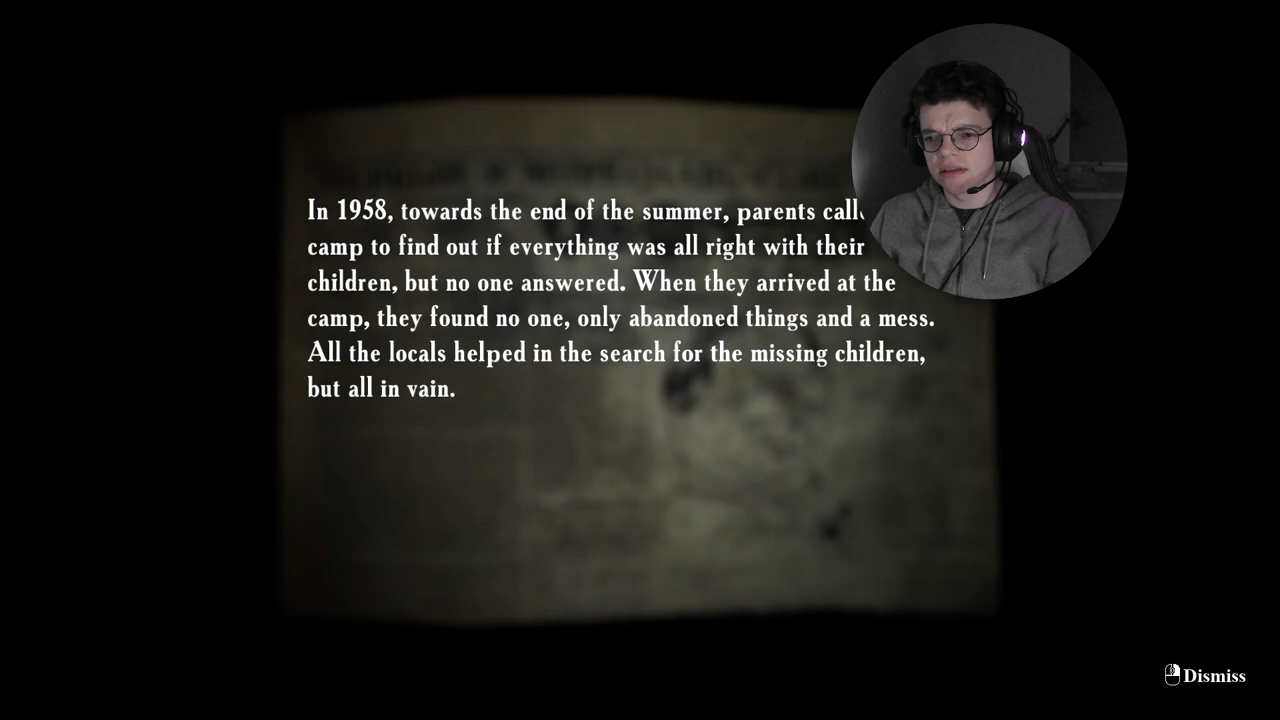 In 1958, towards the end of the summer, parents
camp to find out if everything was all right with their
children, but no one answered. When they arrived at the
camp, they found no one, only abandoned things and a mess.
All the locals helped in the search for the missing children,
but all in vain.
Dismiss